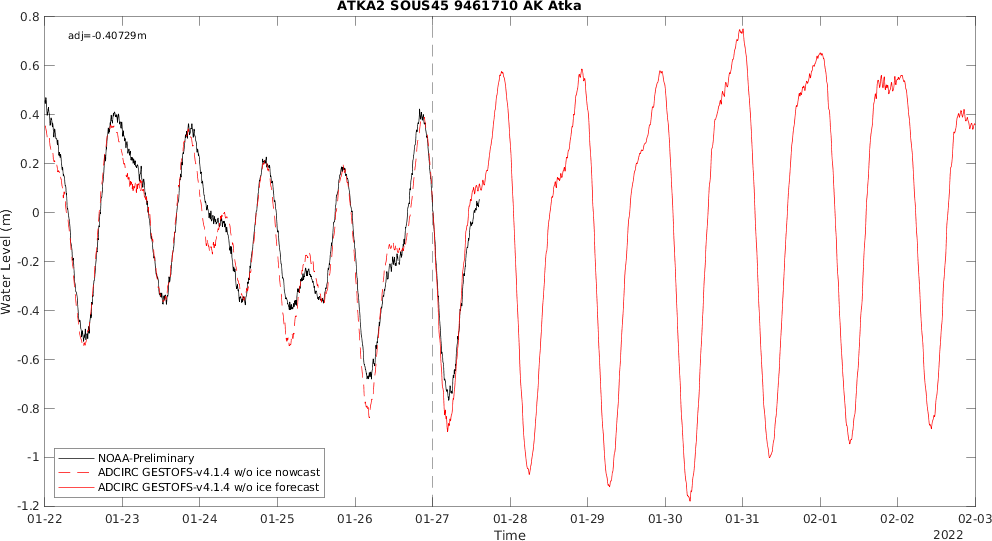 ATKA2 SOUS45 9461710 AK Atka
adj=-0.40729m
0.8
0.6
0.4
0.2
0
-0.2
-0.4
-0.6
-0.8
-1
-1.2
Water Level (m)
NOAA-Preliminary
ADCIRC GESTOFS-v4.1.4 w/o ice nowcast
ADCIRC GESTOFS-v4.1.4 w/o ice forecast
01-22 01-23 01-24 01-25 01-26 01-27 01-28 01-29 01-30 01-31 02-01 02-02 02-03
Time
2022